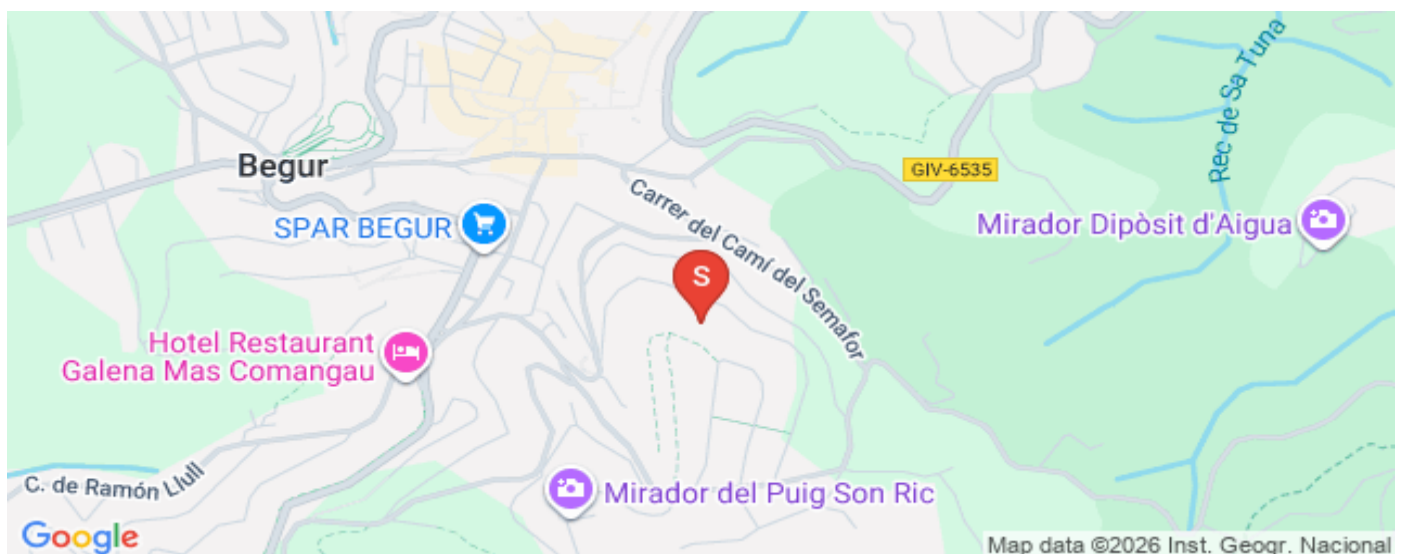 Rec de Sa Tuna
Begur
GIV-6535
Carrer del Camí del Semafor
SPAR BEGUR
Mirador Dipòsit d'Aigua
S
Hotel Restaurant
Galena Mas Comangau
C. de Ramón Llull
Mirador del Puig Son Ric
Google
Map data ©2026 Inst. Geogr. Nacional